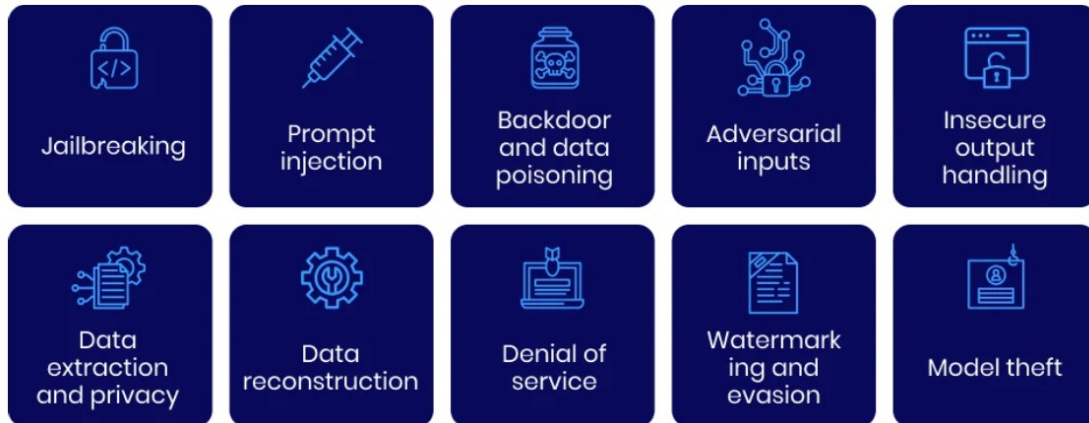 Jailbreaking
Prompt
injection
Backdoor
and data
poisoning
Adversarial
inputs
Insecure
output
handling
Data
extraction
and privacy
Data
reconstruction
Denial of
service
Watermark
ing and
evasion
Model theft